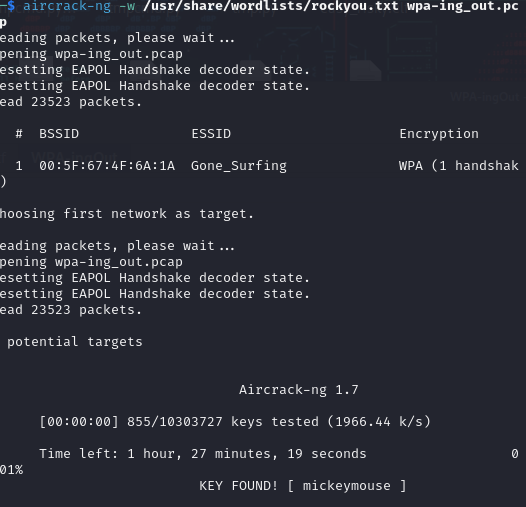 $ aircrack-ng -w /usr/share/wordlists/rockyou.txt wpa-ing_out.pc
p
eading packets, please wait...
pening wpa-ing_out.pcap
esetting EAPOL Handshake decoder state.
esetting EAPOL Handshake decoder state.
ead 23523 packets.
# BSSID ESSID Encryption
1 00:5F:67:4F:6A:1A Gone_Surfing WPA (1 handshak
)
hoosing first network as target.
eading packets, please wait...
pening wpa-ing_out.pcap
esetting EAPOL Handshake decoder state.
esetting EAPOL Handshake decoder state.
ead 23523 packets.
potential targets
Aircrack-ng 1.7
[00:00:00] 855/10303727 keys tested (1966.44 k/s)
Time left: 1 hour, 27 minutes, 19 seconds 0
01%
KEY FOUND! [ mickeymouse ]